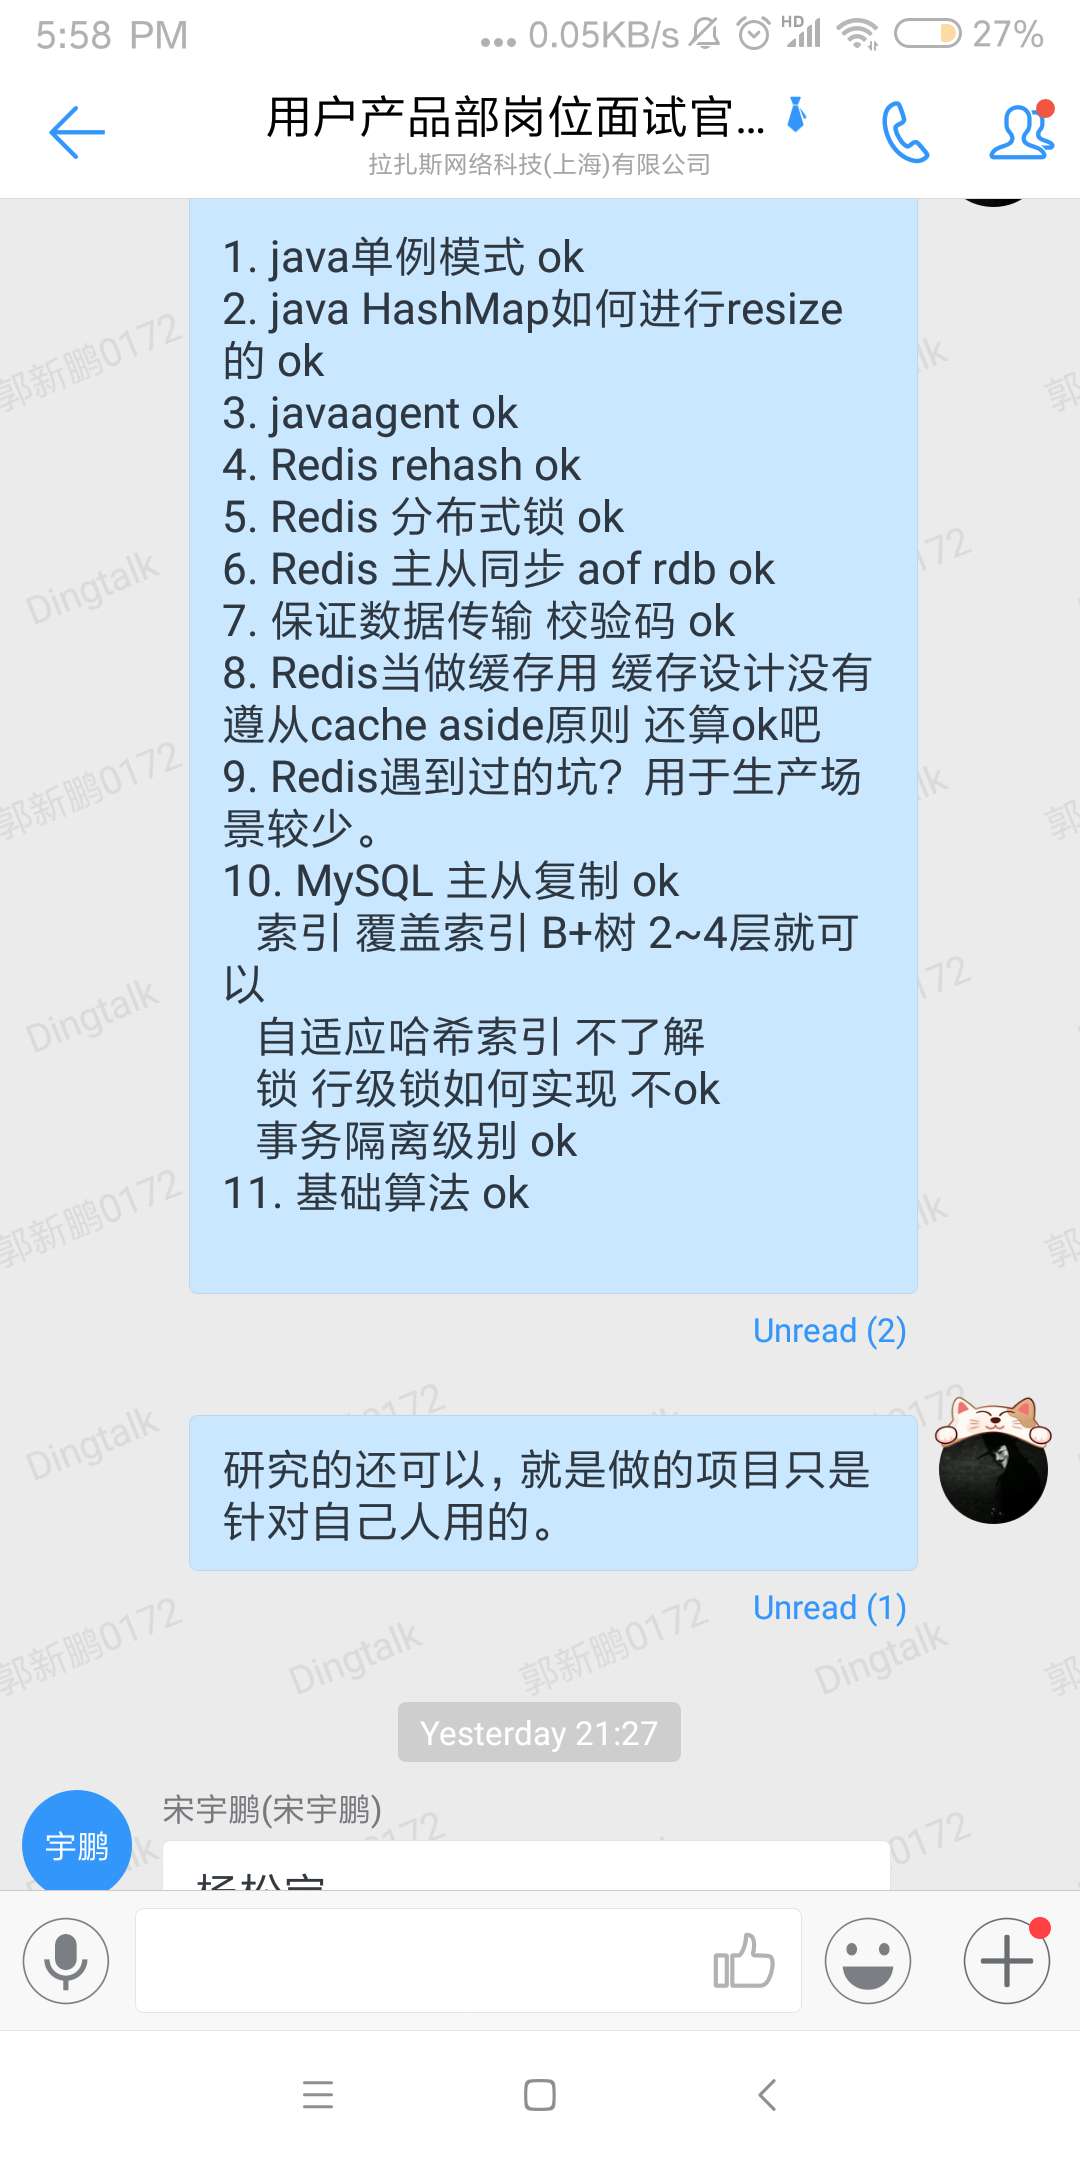 5:58 PM
... 0.05KB/s HD 27%
用户产品部岗位面试官...
拉扎斯网络科技(上海)有限公司
1. java单例模式 ok
2. java HashMap如何进行resize
的 ok
3. javaagent ok
4. Redis rehash ok
5. Redis 分布式锁 ok
6. Redis 主从同步 aof rdb ok
7. 保证数据传输 校验码 ok
8. Redis当做缓存用 缓存设计没有
遵从cache aside原则 还算ok吧
9. Redis遇到过的坑？用于生产场
景较少。
10. MySQL 主从复制 ok
索引 覆盖索引 B+树 2~4层就可
以
自适应哈希索引 不了解
锁 行级锁如何实现 不ok
事务隔离级别 ok
11. 基础算法 ok
Unread (2)
研究的还可以，就是做的项目只是
针对自己人用的。
Unread (1)
郭新鹏0172
Dingtalk
郭新鹏0172
Dingtalk
Yesterday 21:27
宋宇鹏(宋宇鹏)
宇鹏